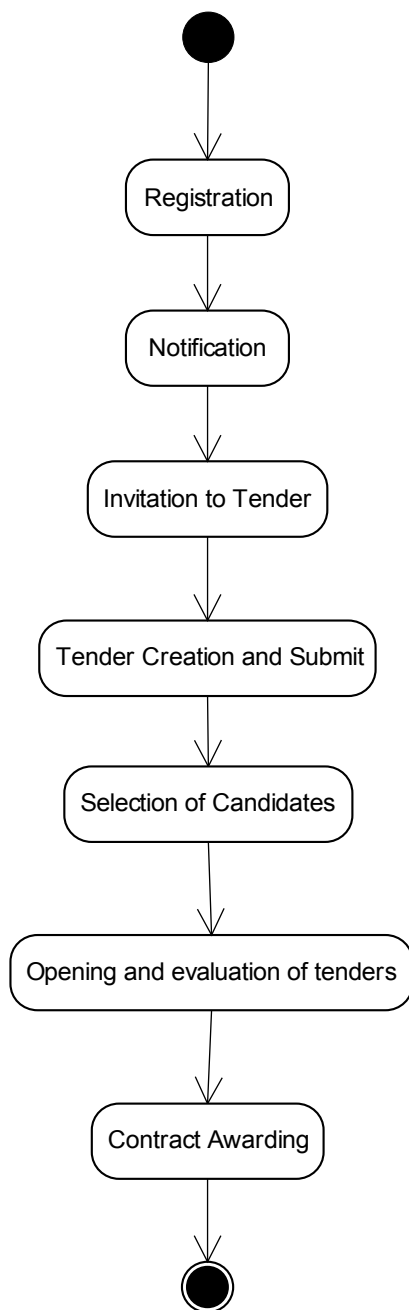 Registration
Notification
Invitation to Tender
Tender Creation and Submit
Selection of Candidates
Opening and evaluation of tenders
Contract Awarding